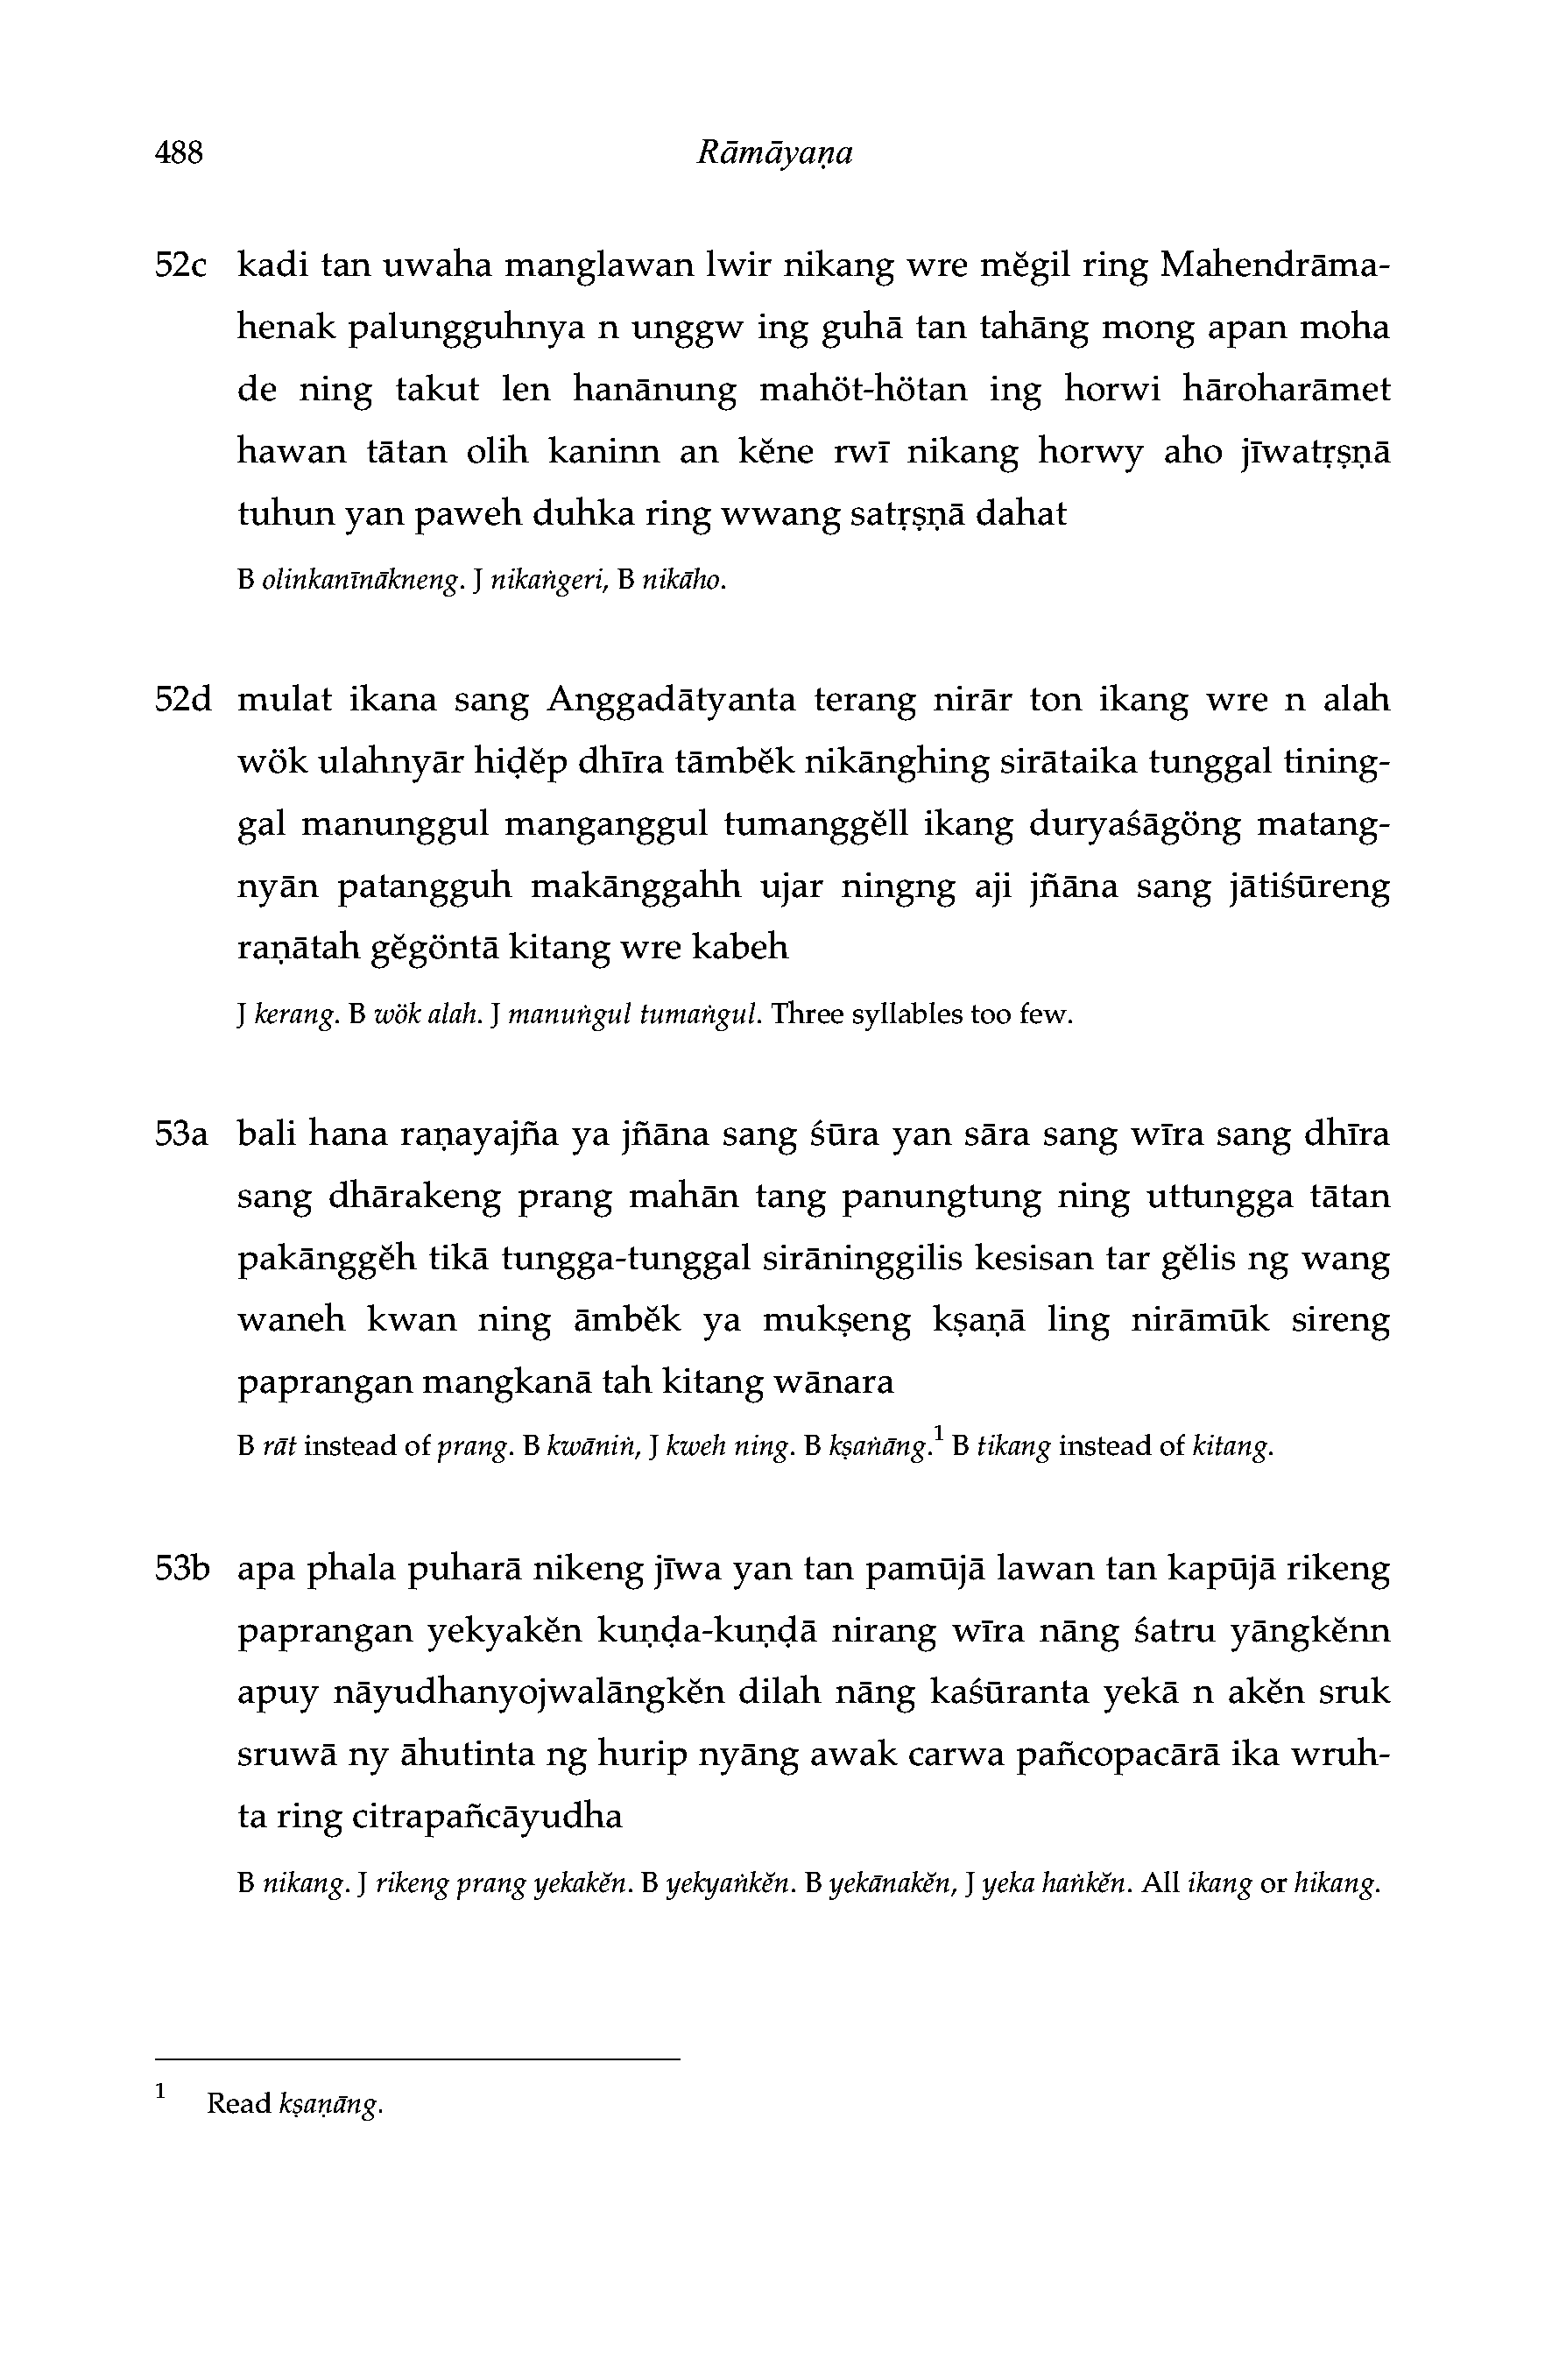 488 Rāmāyaṇa
52c kadi tan uwaha manglawan lwir nikang wre mĕgil ring Mahendrāma-
henak palungguhnya n unggw ing guhā tan tahāng mong apan moha
de ning takut len hanānung mahöt-hötan ing horwi hāroharāmet
hawan tātan olih kaninn an kĕne rwī nikang horwy aho jīwatṛṣṇā
tuhun yan paweh duhka ring wwang satṛṣṇā dahat
B olinkanīnākneng. J nikaṅgeri, B nikāho.
52d mulat ikana sang Anggadātyanta terang nirār ton ikang wre n alah
wök ulahnyār hiḍĕp dhīra tāmbĕk nikānghing sirātaika tunggal tining-
gal manunggul manganggul tumanggĕll ikang duryaśāgöng matang-
nyān patangguh makānggahh ujar ningng aji jñāna sang jātiśūreng
raṇātah gĕgöntā kitang wre kabeh
J kerang. B wök alah. J manuṅgul tumaṅgul. Three syllables too few.
53a bali hana raṇayajña ya jñāna sang śūra yan sāra sang wīra sang dhīra
sang dhārakeng prang mahān tang panungtung ning uttungga tātan
pakānggĕh tikā tungga-tunggal sirāninggilis kesisan tar gĕlis ng wang
waneh kwan ning āmbĕk ya mukṣeng kṣaṇā ling nirāmūk sireng
paprangan mangkanā tah kitang wānara
B rāt instead of prang. B kwāniṅ, J kweh ning. B kṣaṅāng.¹ B tikang instead of kitang.
53b apa phala puharā nikeng jīwa yan tan pamūjā lawan tan kapūjā rikeng
paprangan yekyakĕn kuṇḍa-kuṇḍā nirang wīra nāng śatru yāngkĕnn
apuy nāyudhanyojwalāngkĕn dilah nāng kaśūranta yekā n akĕn sruk
sruwā ny āhutinta ng hurip nyāng awak carwa pañcopacārā ika wruh-
ta ring citrapañcāyudha
B nikang. J rikeng prang yekakĕn. B yekyaṅkĕn. B yekānakĕn, J yeka haṅkĕn. All ikang or hikang.
¹ Read kṣaṇāng.